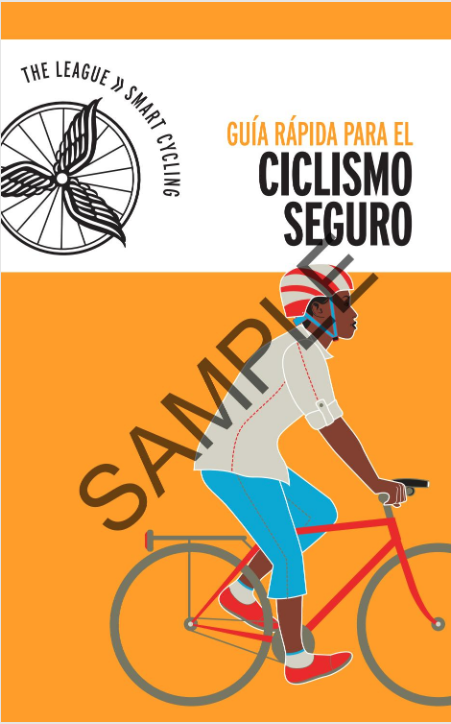 THE LEAGUE » SMART CYCLING
GUÍA RÁPIDA PARA EL
CICLISMO
SEGURO
SAMPLE